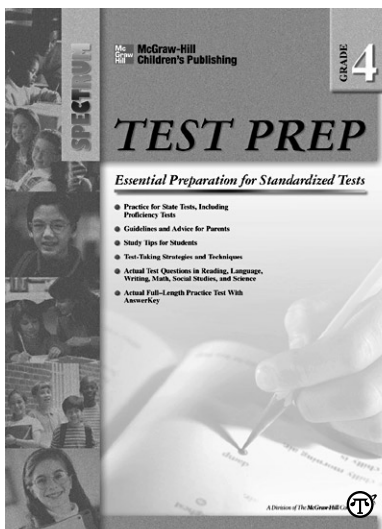 Mc
Graw
Hill
McGraw-Hill
Children's Publishing
SPECTRUM
GRADE
4
TEST PREP
Essential Preparation for Standardized Tests
Practice for State Tests, Including
Proficiency Tests
Guidelines and Advice for Parents
Study Tips for Students
Test-Taking Strategies and Techniques
Actual Test Questions in Reading, Language,
Writing, Math, Social Studies, and Science
Actual Full-Length Practice Test With
AnswerKey
A Division of The McGraw-Hill